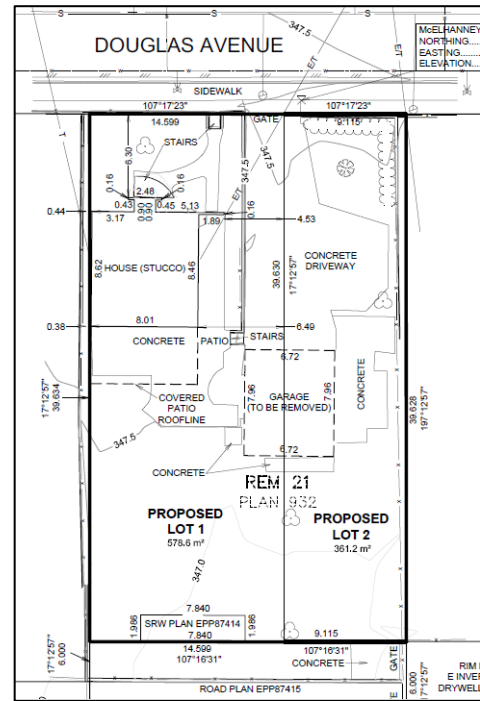 S S S
DOUGLAS AVENUE
McELHANNEY
NORTHING
EASTING
ELEVATION
347.5
E/T
E/T
SIDEWALK
107°17'23"
107°17'23"
14.599
GATE
9.115
STAIRS
T
6.30
347.5
347.5
0.16
2.48
0.16
0.43
0.90
0.90
0.45
5.13
0.44
3.17
1.89
0.16
4.53
E/T
8.62
HOUSE (STUCCO)
8.46
39.630
17°12'57"
CONCRETE
DRIVEWAY
0.38
8.01
6.49
CONCRETE PATIO
STAIRS
6.72
17°12'57"
39.634
COVERED
PATIO
ROOFLINE
7.96
GARAGE
(TO BE REMOVED)
7.96
CONCRETE
39.628
197°12'57"
347.5
6.72
CONCRETE
REM 21
PLAN 932
PROPOSED
LOT 1
578.6 m²
PROPOSED
LOT 2
361.2 m²
347.0
7.840
1.986
SRW PLAN EPP87414
1.986
7.840
14.599
9.115
107°16'31"
107°16'31"
17°12'57"
6.000
CONCRETE
GATE
ROAD PLAN EPP87415
6.000
17°12'57"
RIM
E INVER
DRYWELL